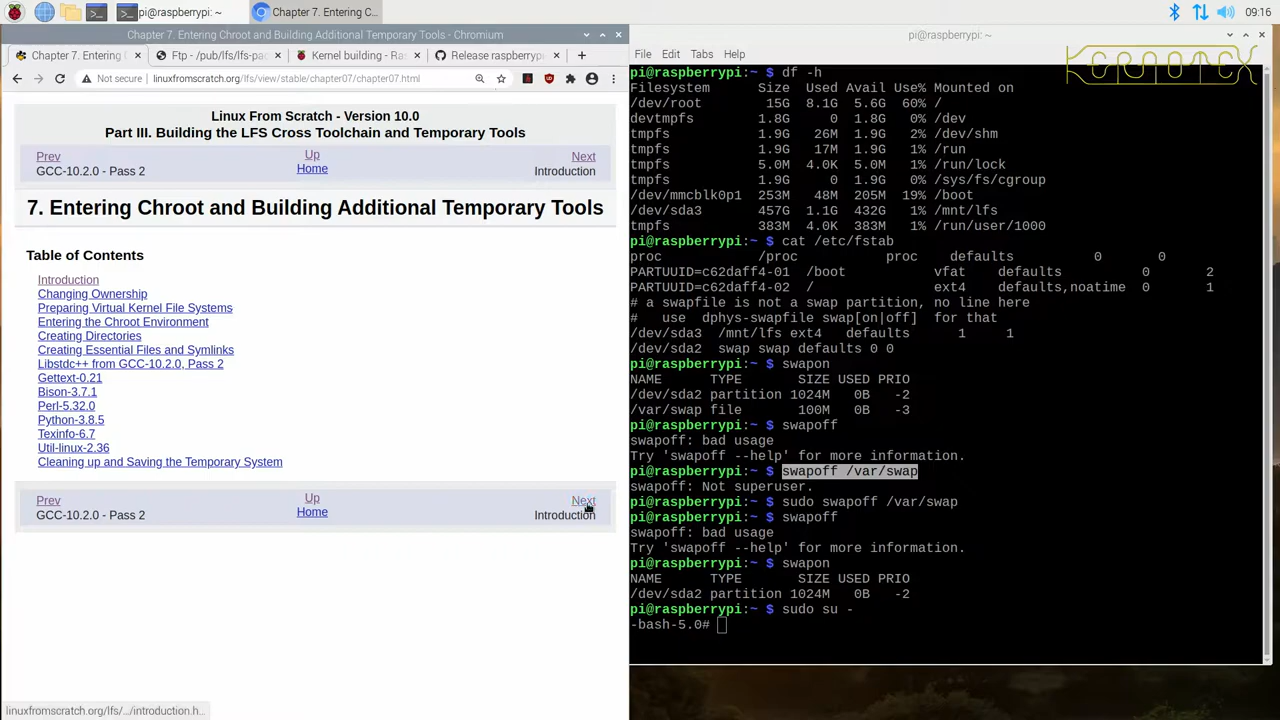 pi@raspberrypi: ~
Chapter 7. Entering C...
09:16
Chapter 7. Entering Chroot and Building Additional Temporary Tools - Chromium
Chapter 7. Entering
Ftp - /pub/lfs/lfs-pac
Kernel building - Ras
Release raspberrypi
Not secure | linuxfromscratch.org/lfs/view/stable/chapter07/chapter07.html
Linux From Scratch - Version 10.0
Part III. Building the LFS Cross Toolchain and Temporary Tools
Prev Up Next
GCC-10.2.0 - Pass 2 Home Introduction
7. Entering Chroot and Building Additional Temporary Tools
Table of Contents
Introduction
Changing Ownership
Preparing Virtual Kernel File Systems
Entering the Chroot Environment
Creating Directories
Creating Essential Files and Symlinks
Libstdc++ from GCC-10.2.0, Pass 2
Gettext-0.21
Bison-3.7.1
Perl-5.32.0
Python-3.8.5
Texinfo-6.7
Util-linux-2.36
Cleaning up and Saving the Temporary System
Prev Up Next
GCC-10.2.0 - Pass 2 Home Introduction
linuxfromscratch.org/lfs/.../introduction.h...
pi@raspberrypi: ~
File Edit Tabs Help
pi@raspberrypi:~ $ df -h
Filesystem Size Used Avail Use% Mounted on
/dev/root 15G 8.1G 5.6G 60% /
devtmpfs 1.8G 0 1.8G 0% /dev
tmpfs 1.9G 26M 1.9G 2% /dev/shm
tmpfs 1.9G 17M 1.9G 1% /run
tmpfs 5.0M 4.0K 5.0M 1% /run/lock
tmpfs 1.9G 0 1.9G 0% /sys/fs/cgroup
/dev/mmcblk0p1 253M 48M 205M 19% /boot
/dev/sda3 457G 1.1G 432G 1% /mnt/lfs
tmpfs 383M 4.0K 383M 1% /run/user/1000
pi@raspberrypi:~ $ cat /etc/fstab
proc /proc proc defaults 0 0
PARTUUID=c62daff4-01 /boot vfat defaults 0 2
PARTUUID=c62daff4-02 / ext4 defaults,noatime 0 1
# a swapfile is not a swap partition, no line here
# use dphys-swapfile swap[on|off] for that
/dev/sda3 /mnt/lfs ext4 defaults 1 1
/dev/sda2 swap swap defaults 0 0
pi@raspberrypi:~ $ swapon
NAME TYPE SIZE USED PRIO
/dev/sda2 partition 1024M 0B -2
/var/swap file 100M 0B -3
pi@raspberrypi:~ $ swapoff
swapoff: bad usage
Try 'swapoff --help' for more information.
pi@raspberrypi:~ $ swapoff /var/swap
swapoff: Not superuser.
pi@raspberrypi:~ $ sudo swapoff /var/swap
pi@raspberrypi:~ $ swapoff
swapoff: bad usage
Try 'swapoff --help' for more information.
pi@raspberrypi:~ $ swapon
NAME TYPE SIZE USED PRIO
/dev/sda2 partition 1024M 0B -2
pi@raspberrypi:~ $ sudo su -
-bash-5.0#